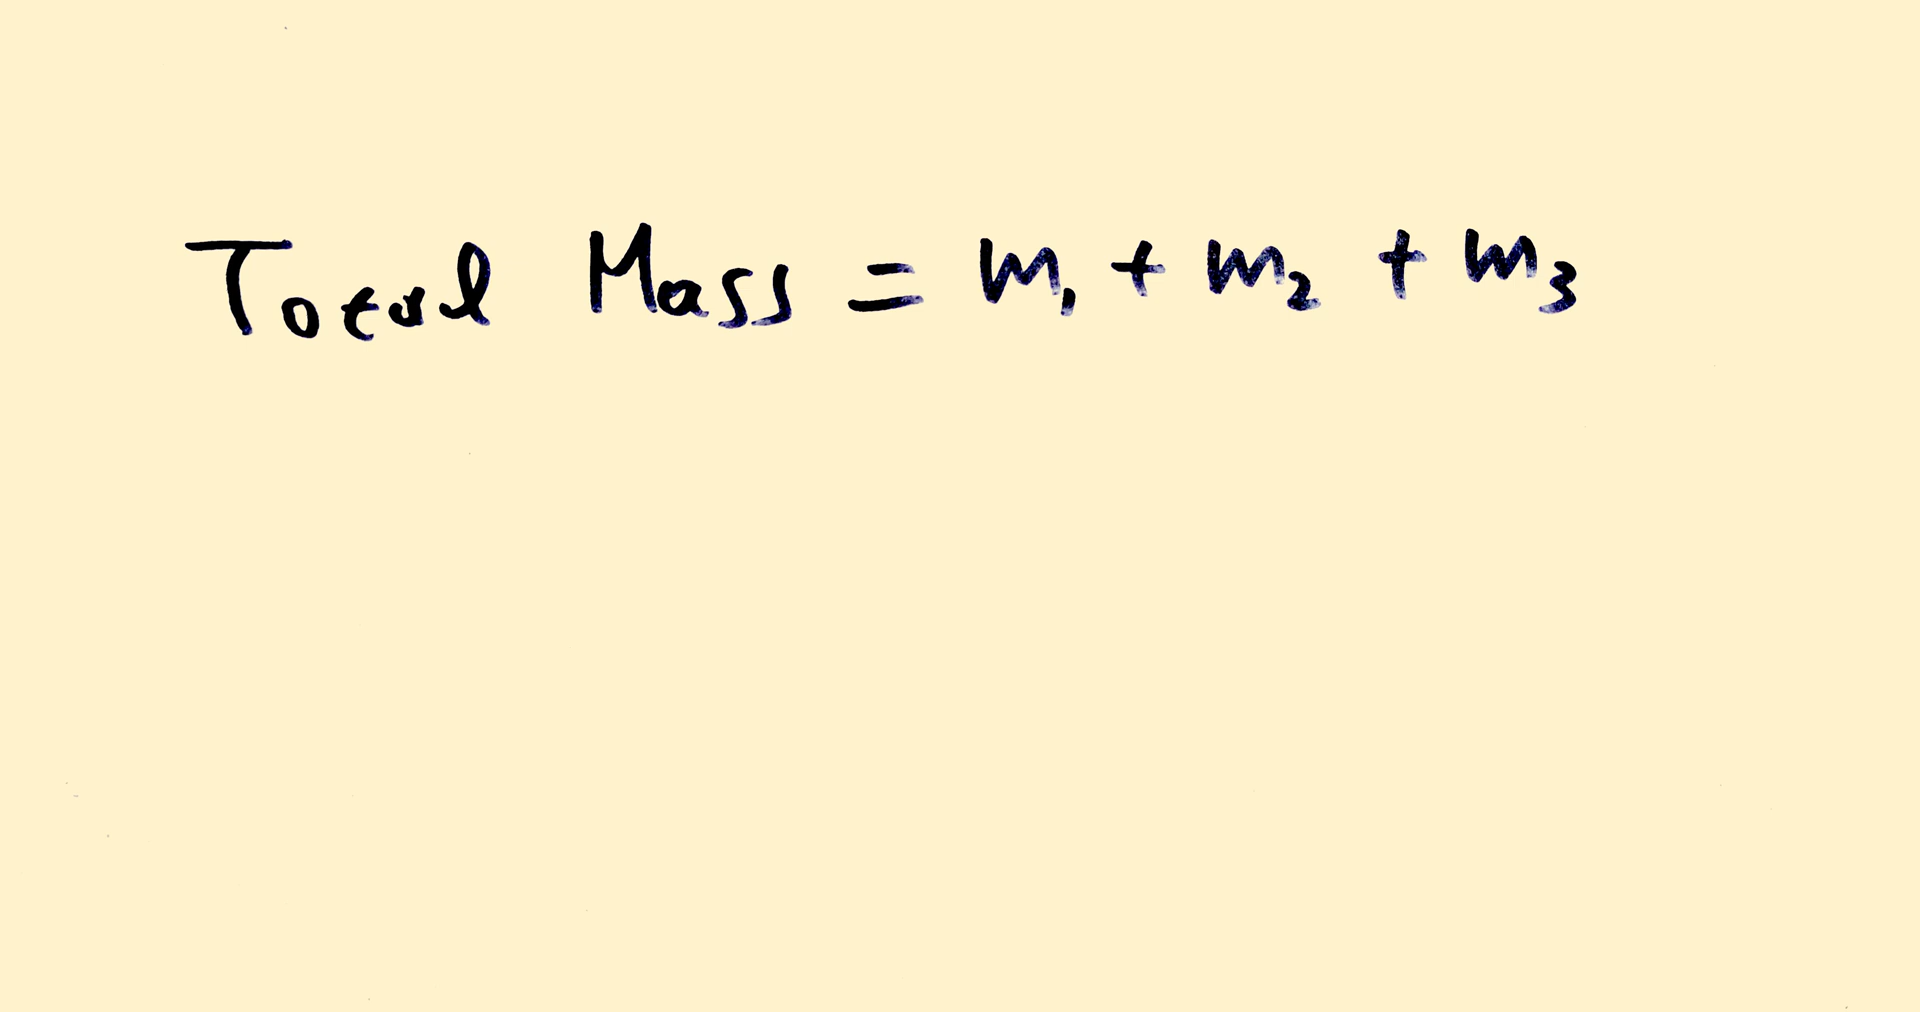 Total Mass = m₁ + m₂ + m₃